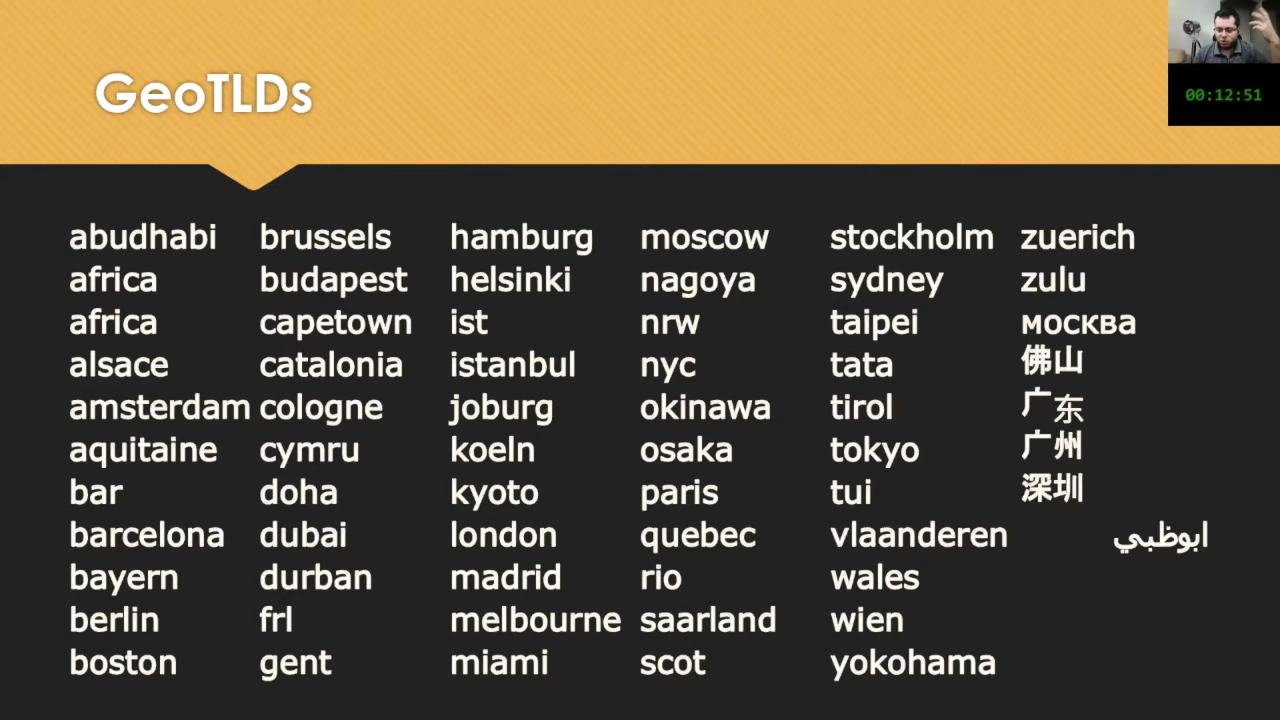 GeoTLDs
00:12:51
abudhabi
africa
africa
alsace
amsterdam
aquitaine
bar
barcelona
bayern
berlin
boston
brussels
budapest
capetown
catalonia
cologne
cymru
doha
dubai
durban
frl
gent
hamburg
helsinki
ist
istanbul
joburg
koeln
kyoto
london
madrid
melbourne
miami
moscow
nagoya
nrw
nyc
okinawa
osaka
paris
quebec
rio
saarland
scot
stockholm
sydney
taipei
tata
tirol
tokyo
tui
vlaanderen
wales
wien
yokohama
zuerich
zulu
москва
佛山
广东
广州
深圳
ابوظبي